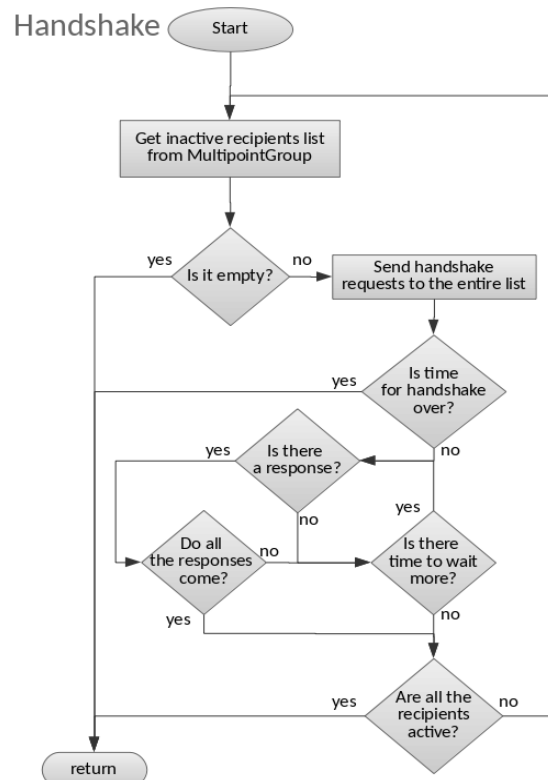 Handshake
Start
Get inactive recipients list
from MultipointGroup
yes
Is it empty?
no
Send handshake
requests to the entire list
yes
Is time
for handshake
over?
no
yes
Is there
a response?
no
yes
Do all
the responses
come?
no
Is there
time to wait
more?
yes
no
yes
Are all the
recipients
active?
no
return